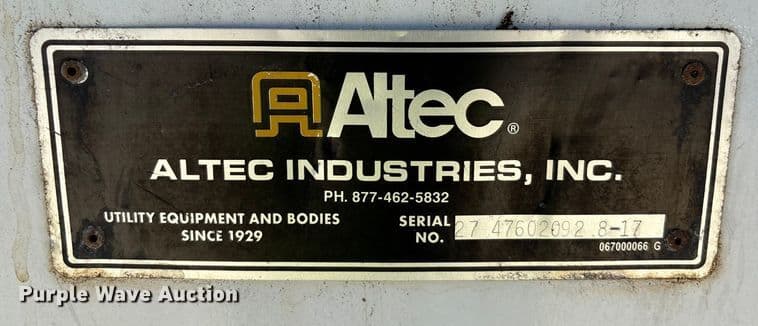 Altec®
ALTEC INDUSTRIES, INC.
PH. 877-462-5832
UTILITY EQUIPMENT AND BODIES
SINCE 1929
SERIAL
NO.
27 47602092 8-17
067000066 G
Purple Wave Auction